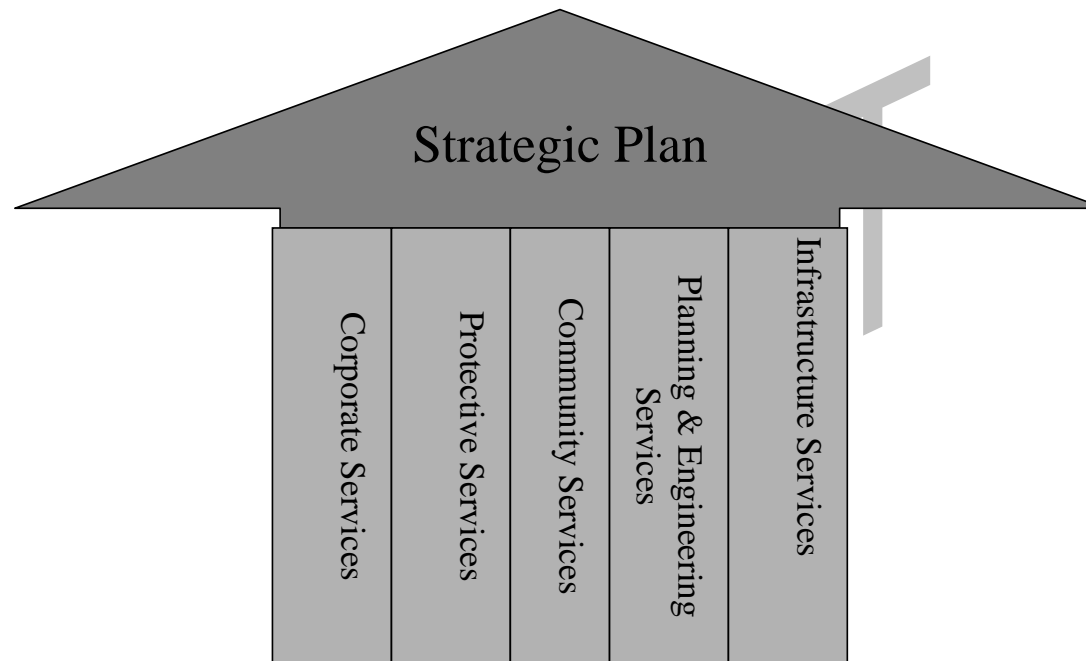 Strategic Plan
Corporate Services
Protective Services
Community Services
Planning & Engineering
Services
Infrastructure Services